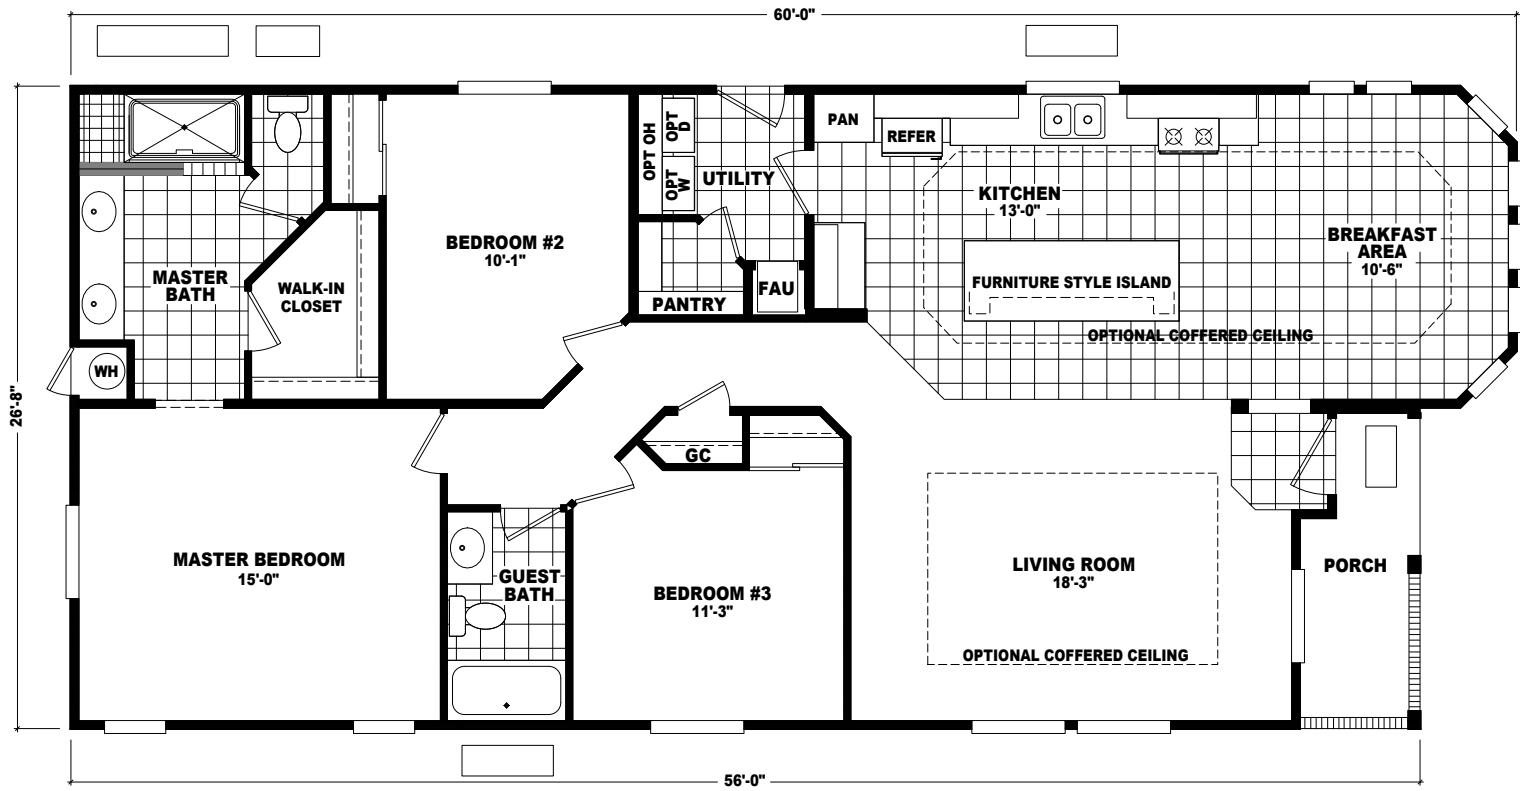 60'-0"
PAN
REFER
OPT OH
OPT D
OPT W
UTILITY
KITCHEN
13'-0"
BREAKFAST
AREA
10'-6"
BEDROOM #2
10'-1"
MASTER
BATH
WALK-IN
CLOSET
FURNITURE STYLE ISLAND
PANTRY
FAU
OPTIONAL COFFERED CEILING
WH
26'-8"
GC
MASTER BEDROOM
15'-0"
GUEST
BATH
BEDROOM #3
11'-3"
LIVING ROOM
18'-3"
PORCH
OPTIONAL COFFERED CEILING
56'-0"